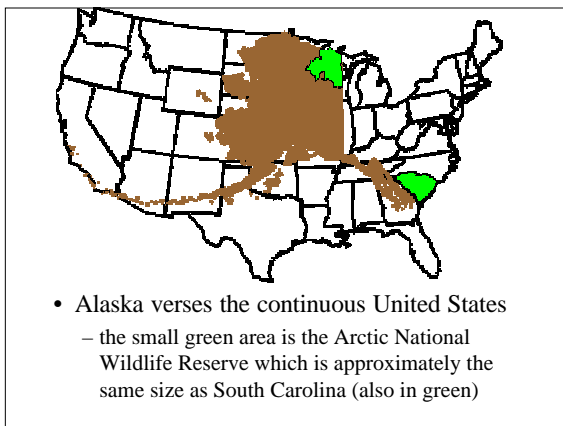 • Alaska verses the continuous United States
– the small green area is the Arctic National
Wildlife Reserve which is approximately the
same size as South Carolina (also in green)